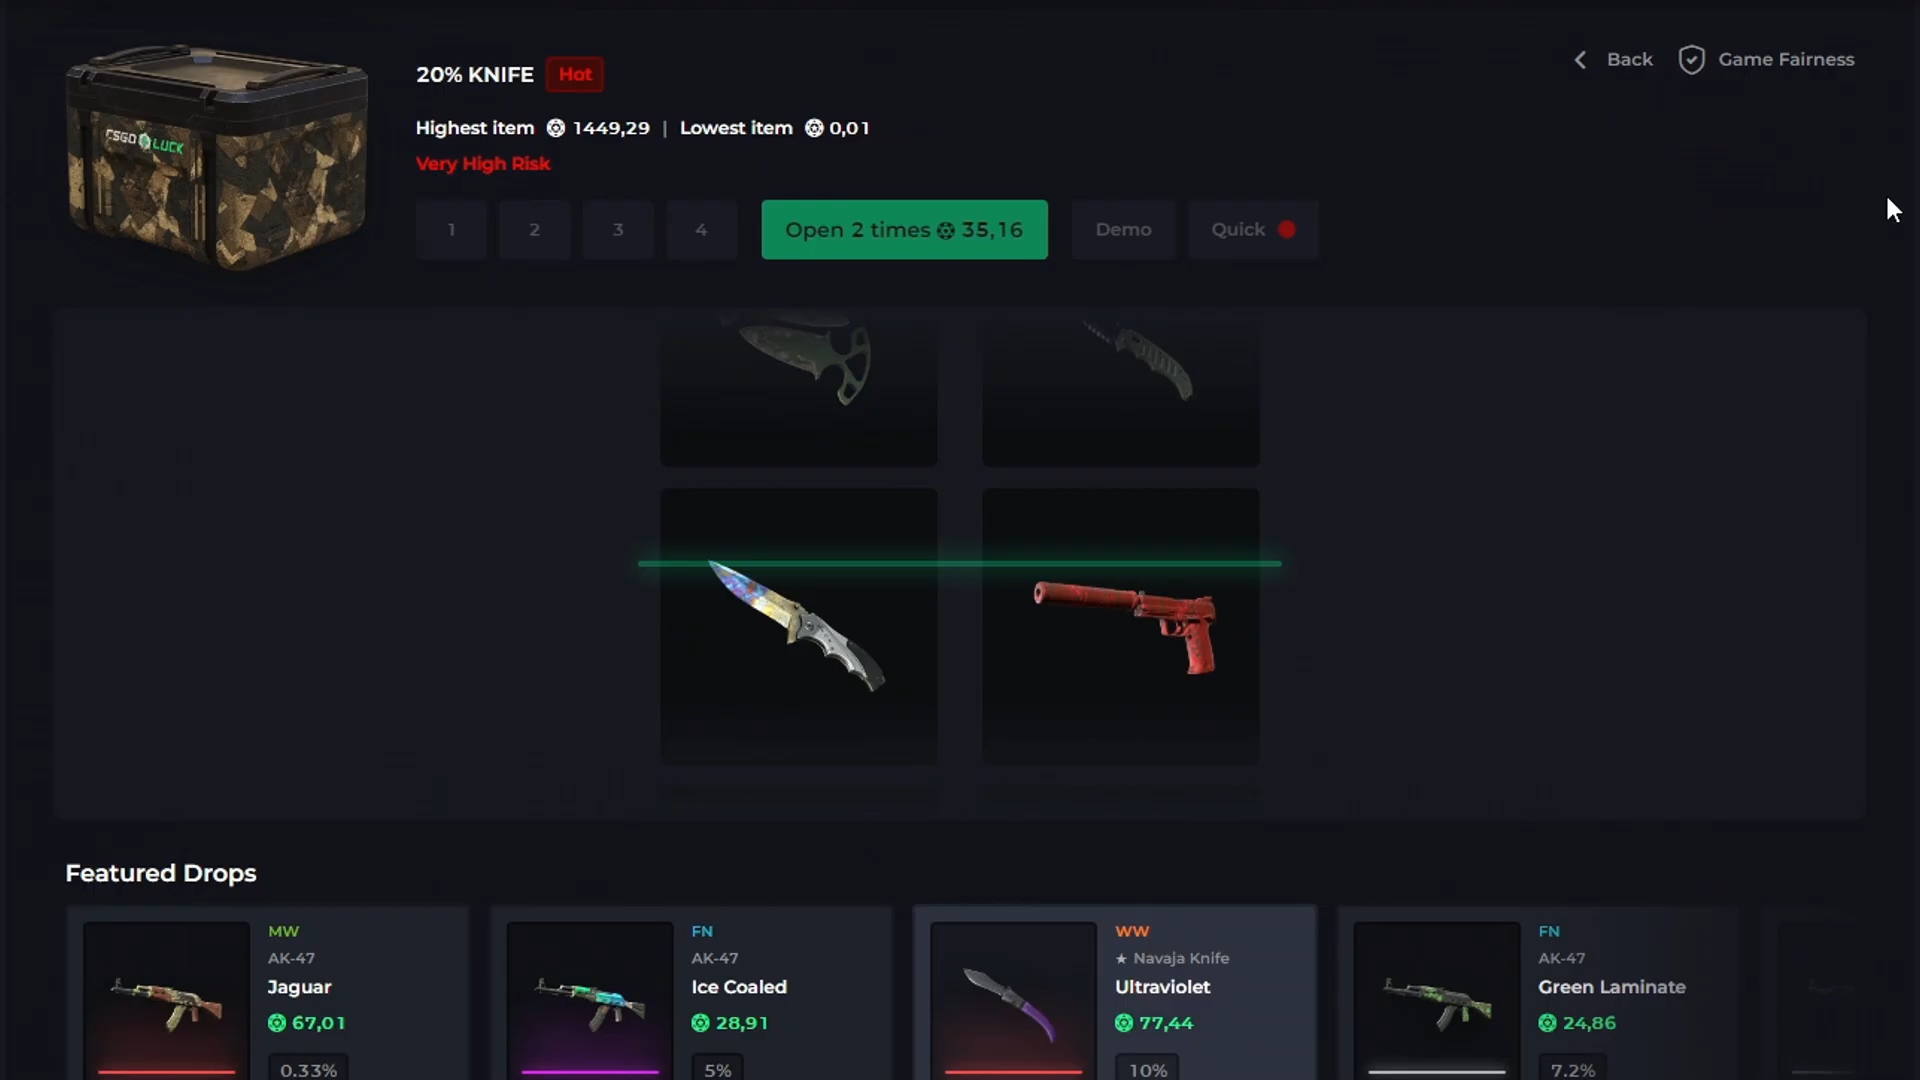 CSGO LUCK
20% KNIFE Hot
Back Game Fairness
Highest item 1449,29 | Lowest item 0,01
Very High Risk
1 2 3 4 Open 2 times 35,16 Demo Quick
Featured Drops
MW
AK-47
Jaguar
67,01
0.33%
FN
AK-47
Ice Coaled
28,91
5%
WW
★ Navaja Knife
Ultraviolet
77,44
10%
FN
AK-47
Green Laminate
24,86
7.2%